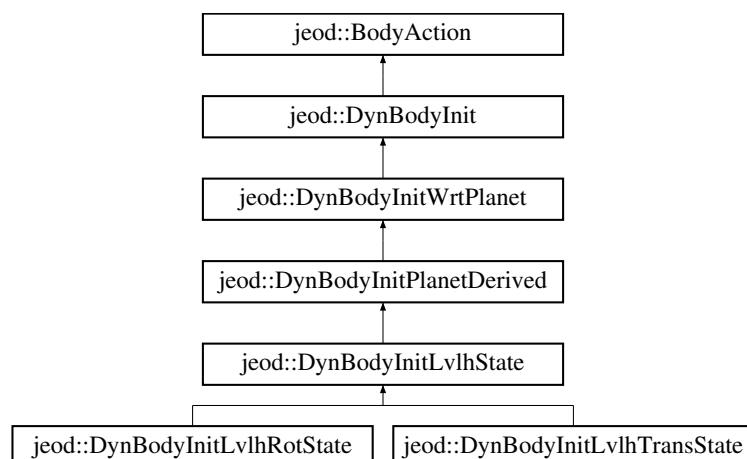 jeod::BodyAction
jeod::DynBodyInit
jeod::DynBodyInitWrtPlanet
jeod::DynBodyInitPlanetDerived
jeod::DynBodyInitLvlhState
jeod::DynBodyInitLvlhRotState
jeod::DynBodyInitLvlhTransState